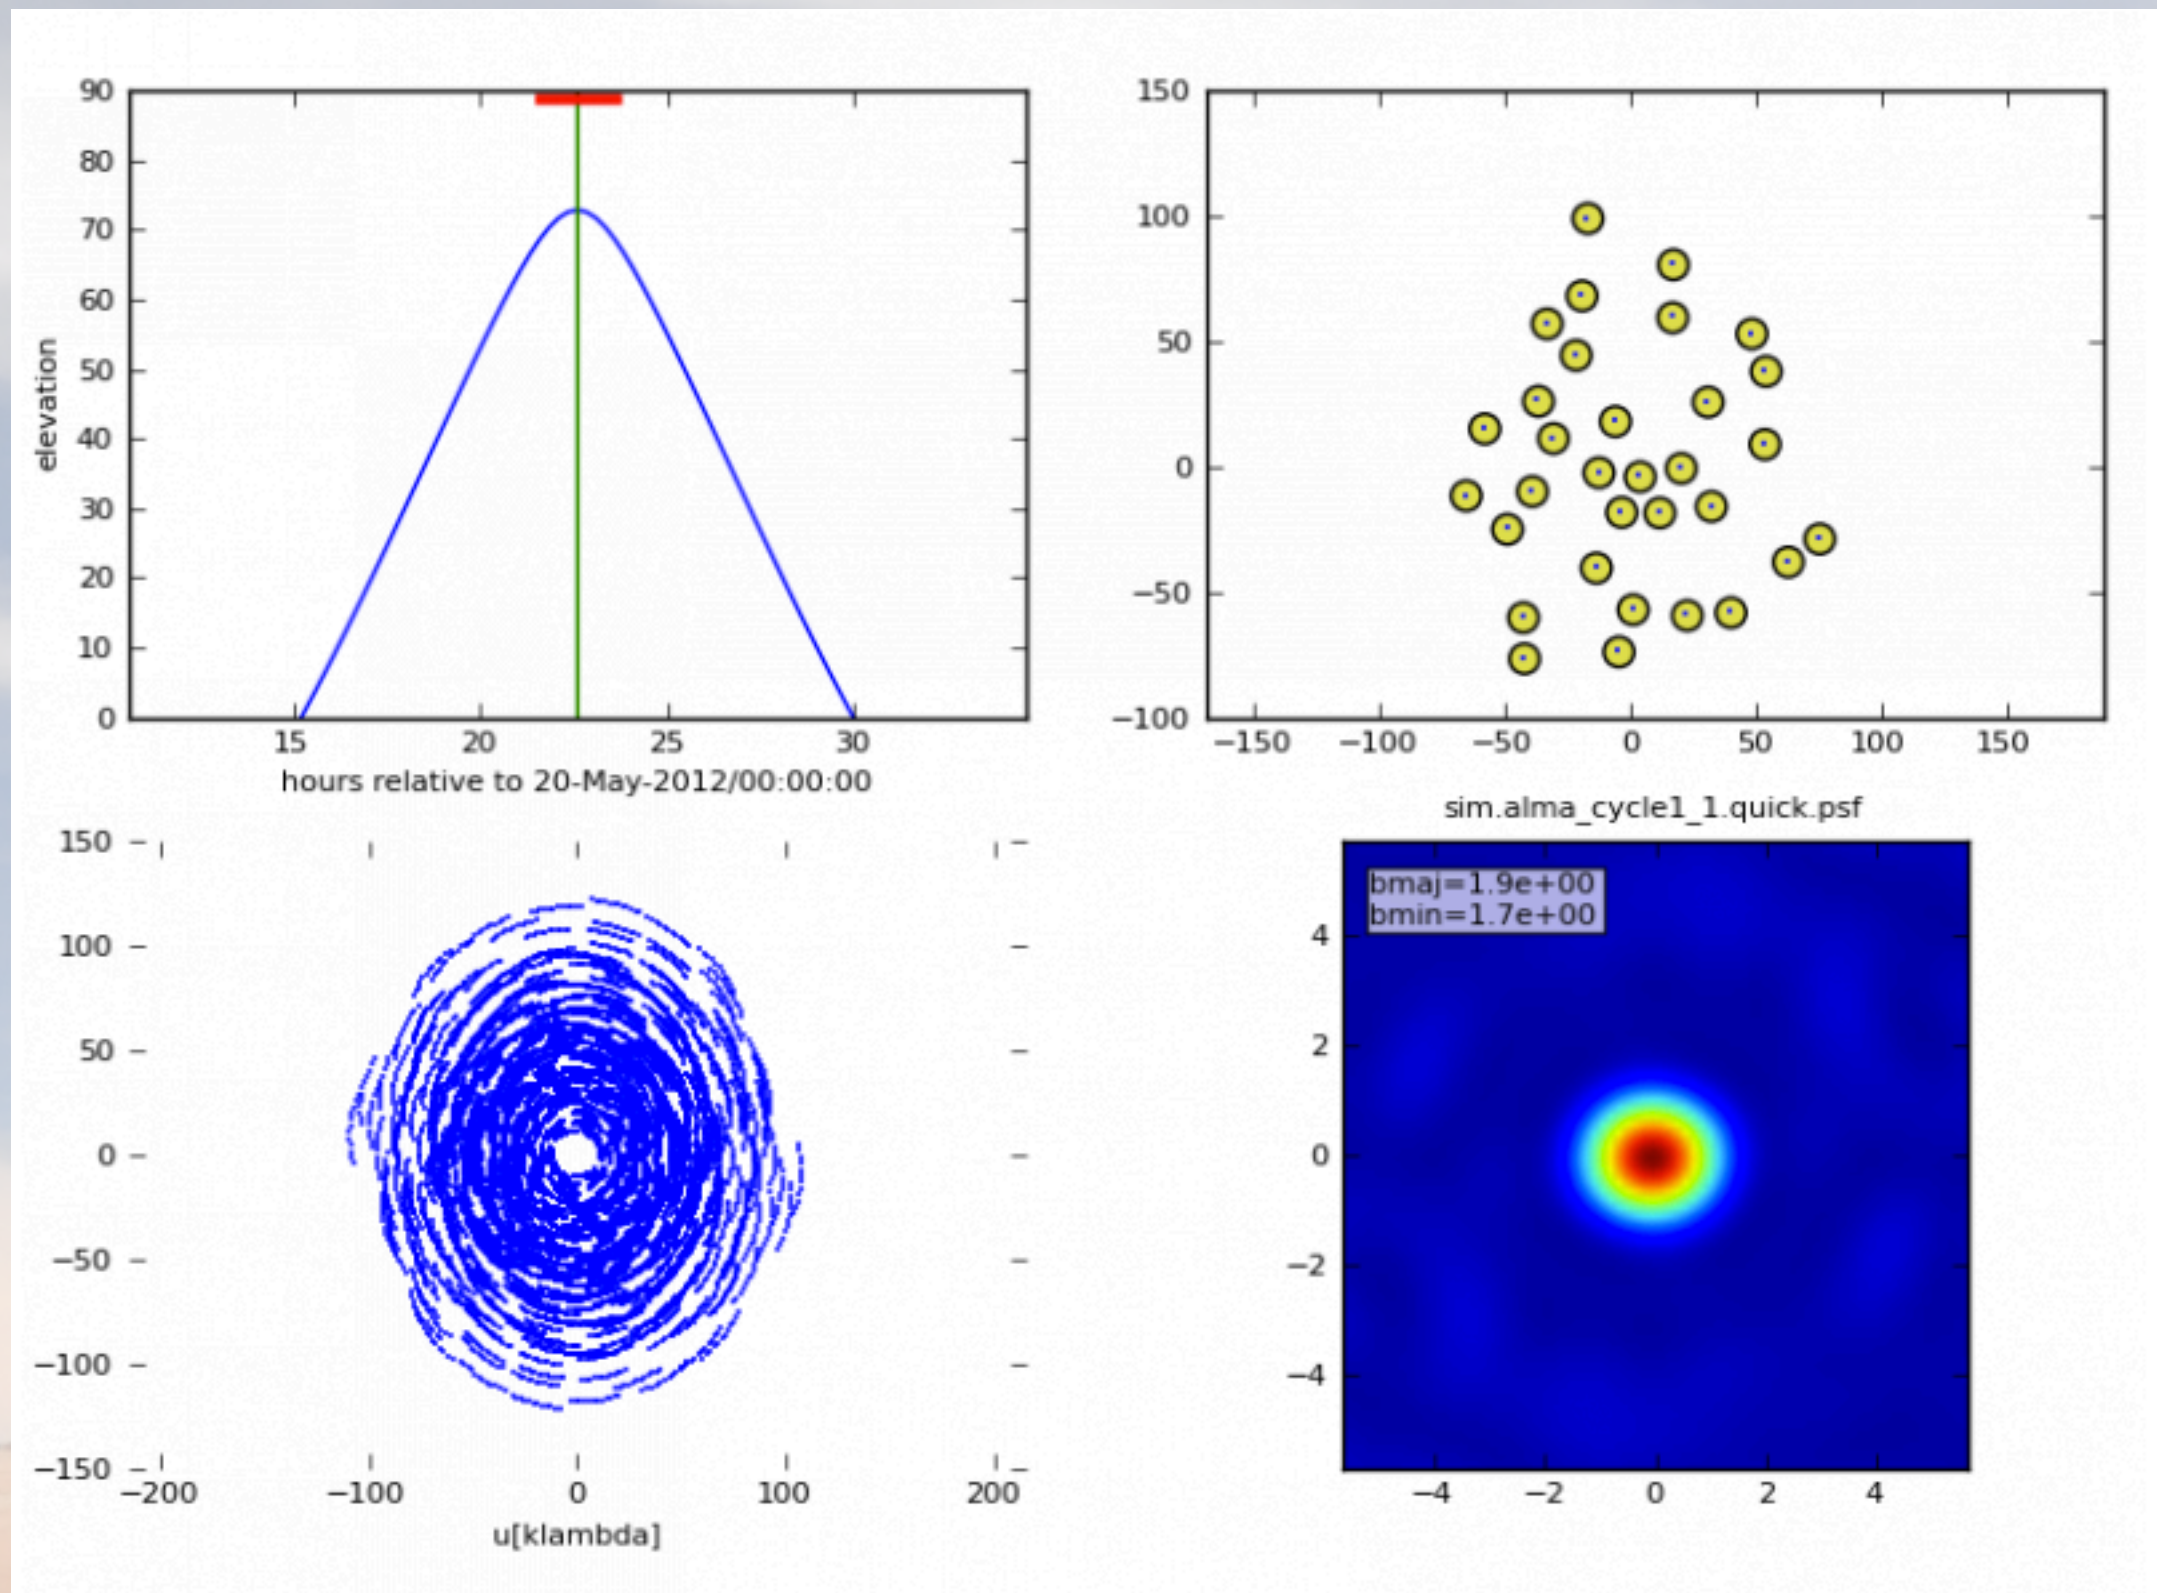 90
80
70
60
50
40
30
20
10
0
elevation
15 20 25 30
hours relative to 20-May-2012/00:00:00
150
100
50
0
−50
−100
−150 −100 −50 0 50 100 150
150
100
50
0
−50
−100
−150
−200 −100 0 100 200
u[klambda]
sim.alma_cycle1_1.quick.psf
bmaj=1.9e+00
bmin=1.7e+00
4
2
0
−2
−4
−4 −2 0 2 4